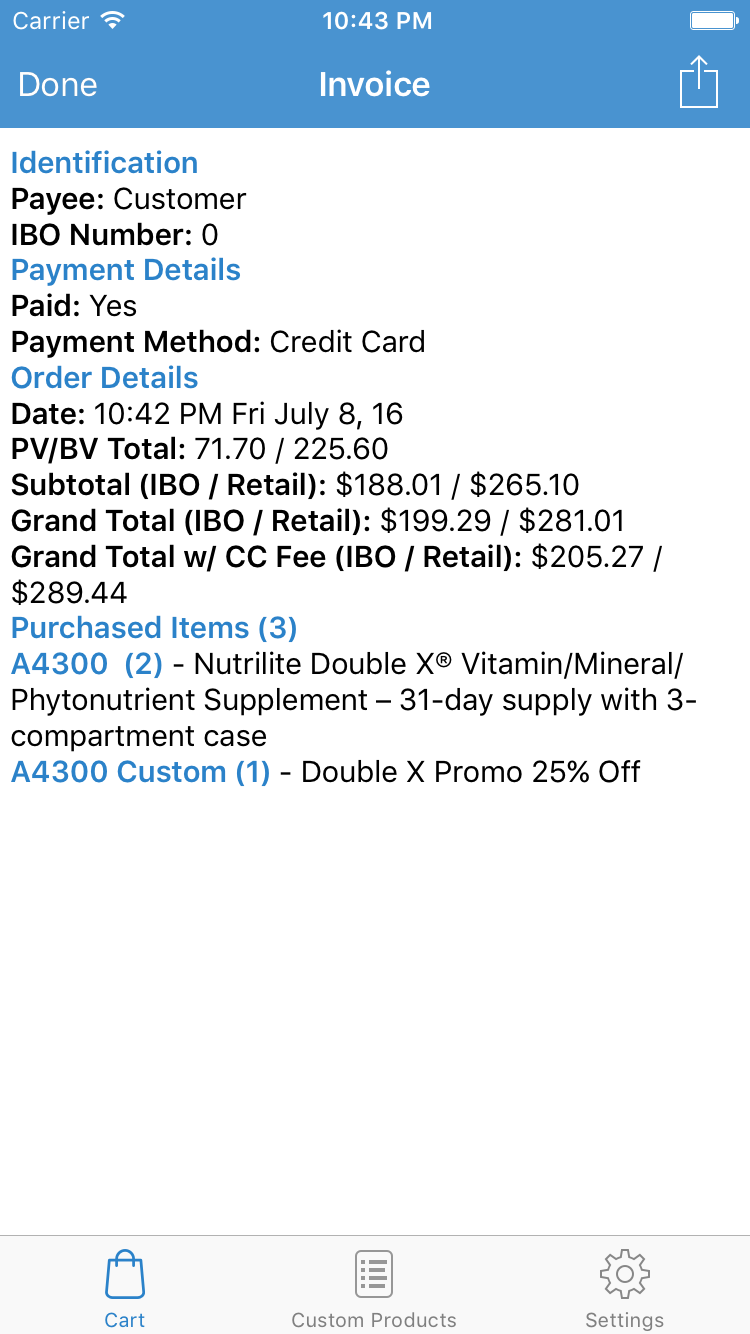 Carrier 10:43 PM
Done Invoice
Identification
Payee: Customer
IBO Number: 0
Payment Details
Paid: Yes
Payment Method: Credit Card
Order Details
Date: 10:42 PM Fri July 8, 16
PV/BV Total: 71.70 / 225.60
Subtotal (IBO / Retail): $188.01 / $265.10
Grand Total (IBO / Retail): $199.29 / $281.01
Grand Total w/ CC Fee (IBO / Retail): $205.27 /
$289.44
Purchased Items (3)
A4300  (2) - Nutrilite Double X® Vitamin/Mineral/
Phytonutrient Supplement – 31-day supply with 3-
compartment case
A4300 Custom (1) - Double X Promo 25% Off
Cart Custom Products Settings